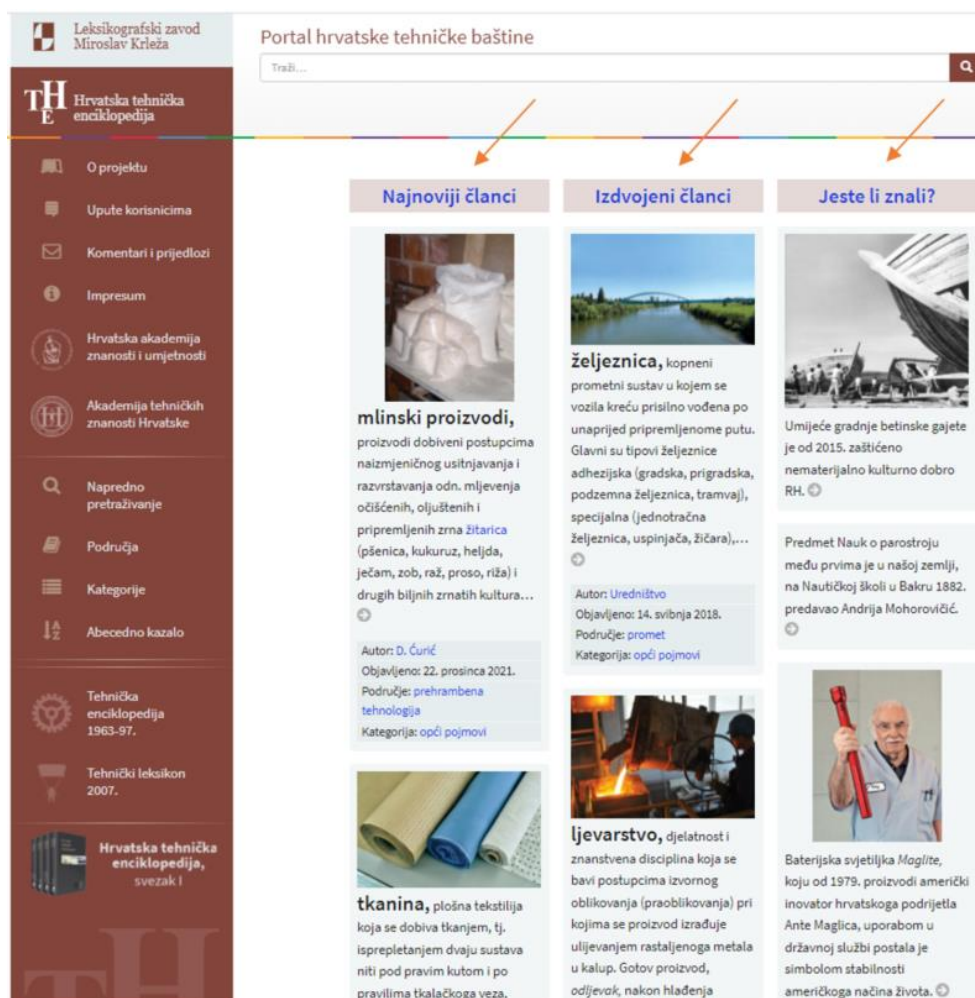 Leksikografski zavod
Miroslav Krleža
THE
Hrvatska tehnička
enciklopedija
O projektu
Upute korisnicima
Komentari i prijedlozi
Impresum
Hrvatska akademija
znanosti i umjetnosti
Akademija tehničkih
znanosti Hrvatske
Napredno
pretraživanje
Područja
Kategorije
Abecedno kazalo
Tehnička
enciklopedija
1963-97.
Tehnički leksikon
2007.
Hrvatska tehnička
enciklopedija,
svezak I
Portal hrvatske tehničke baštine
Traži...
Najnoviji članci
mlinski proizvodi,
proizvodi dobiveni postupcima
naizmjeničnog usitnjavanja i
razvrstavanja odn. mljevenja
očišćenih, oljuštenih i
pripremljenih zrna žitarica
(pšenica, kukuruz, heljda,
ječam, zob, raž, proso, riža) i
drugih biljnih zrnatih kultura...
Autor: D. Ćurić
Objavljeno: 22. prosinca 2021.
Područje: prehrambena
tehnologija
Kategorija: opći pojmovi
tkanina, plošna tekstilija
koja se dobiva tkanjem, tj.
isprepletanjem dvaju sustava
niti pod pravim kutom i po
pravilima tkalačkoga veza,
Izdvojeni članci
željeznica, kopneni
prometni sustav u kojem se
vozila kreću prisilno vođena po
unaprijed pripremljenome putu.
Glavni su tipovi željeznice
adhezijska (gradska, prigradska,
podzemna željeznica, tramvaj),
specijalna (jednotračna
željeznica, uspinjača, žičara),...
Autor: Uredništvo
Objavljeno: 14. svibnja 2018.
Područje: promet
Kategorija: opći pojmovi
ljevarstvo, djelatnost i
znanstvena disciplina koja se
bavi postupcima izvornog
oblikovanja (praoblikovanja) pri
kojima se proizvod izrađuje
ulijevanjem rastaljenoga metala
u kalup. Gotov proizvod,
odljevak, nakon hlađenja
Jeste li znali?
Umijeće gradnje betinske gajete
je od 2015. zaštićeno
nematerijalno kulturno dobro
RH.
Predmet Nauk o parostroju
među prvima je u našoj zemlji,
na Nautičkoj školi u Bakru 1882.
predavao Andrija Mohorovičić.
Baterijska svjetiljka Maglite,
koju od 1979. proizvodi američki
inovator hrvatskoga podrijetla
Ante Maglica, uporabom u
državnoj službi postala je
simbolom stabilnosti
američkoga načina života.